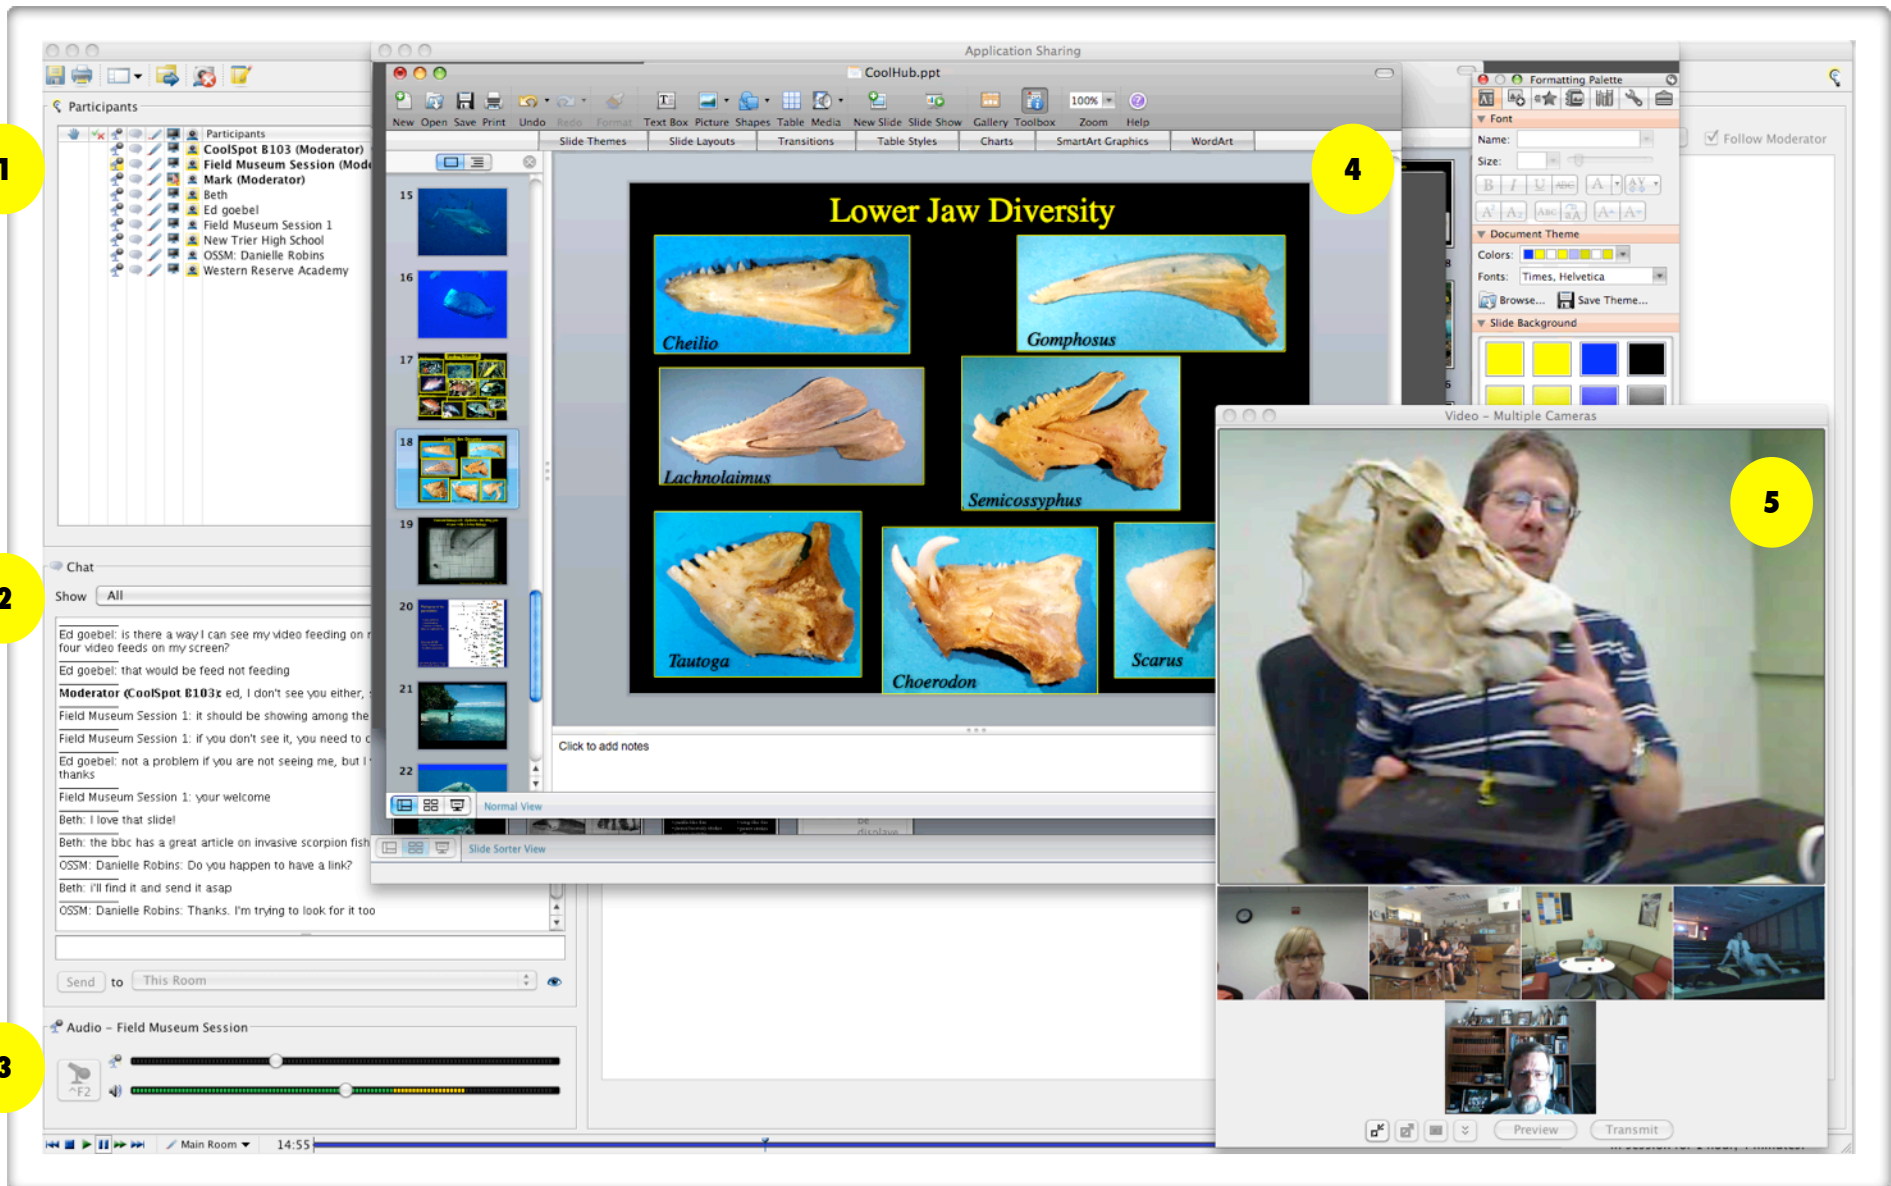 Application Sharing
CoolHub.ppt
New Open Save Print Undo Redo Format Text Box Picture Shapes Table Media New Slide Slide Show Gallery Toolbox Zoom Help
100%
Slide Themes Slide Layouts Transitions Table Styles Charts SmartArt Graphics WordArt
Participants
Participants
CoolSpot B103 (Moderator)
Field Museum Session (Mode
Mark (Moderator)
Beth
Ed goebel
Field Museum Session 1
New Trier High School
OSSM: Danielle Robins
Western Reserve Academy
1
Chat
Show All
2
Ed goebel: is there a way I can see my video feeding on
four video feeds on my screen?
Ed goebel: that would be feed not feeding
Moderator (CoolSpot B103): ed, I don't see you either,
Field Museum Session 1: it should be showing among the
Field Museum Session 1: if you don't see it, you need to
Ed goebel: not a problem if you are not seeing me, but I
thanks
Field Museum Session 1: your welcome
Beth: I love that slide!
Beth: the bbc has a great article on invasive scorpion fish
OSSM: Danielle Robins: Do you happen to have a link?
Beth: i'll find it and send it asap
OSSM: Danielle Robins: Thanks. I'm trying to look for it too
Send to This Room
Audio – Field Museum Session
3
^F2
Main Room 14:55
15
16
17
18
19
20
21
22
Lower Jaw Diversity
Cheilio
Gomphosus
Lachnolaimus
Semicossyphus
Tautoga
Choerodon
Scarus
4
Click to add notes
Normal View
Slide Sorter View
be
Formatting Palette
Font
Name:
Size:
B I U ABC A AV
A² A₂ ABC aA A A
Document Theme
Colors:
Fonts: Times, Helvetica
Browse... Save Theme...
Slide Background
Follow Moderator
Video – Multiple Cameras
5
Preview Transmit